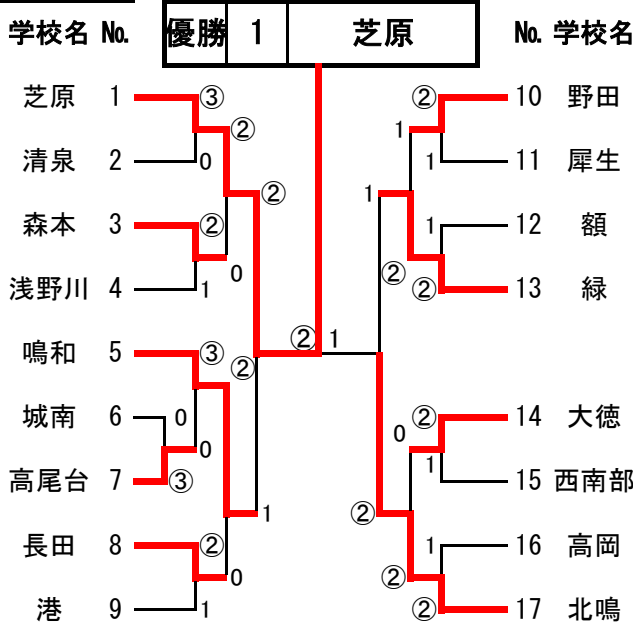 学校名 No. 優勝 1 芝原 No. 学校名
芝原 1 ③ ② 10 野田
② 1
清泉 2 0 1 11 犀生
② 1
森本 3 ② 1 12 額
0 ②
浅野川 4 1 ② 13 緑
② 1
鳴和 5 ③ ②
城南 6 0 ② 14 大徳
0 0
高尾台 7 ③ 1 15 西南部
1 ②
長田 8 ② 1 16 高岡
0 ②
港 9 1 ② 17 北鳴